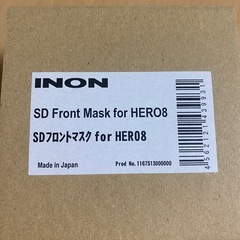 INON
SD Front Mask for HERO8
SDフロントマスク for HERO8
Made in Japan Prod No. 1167513000000
4562121439931